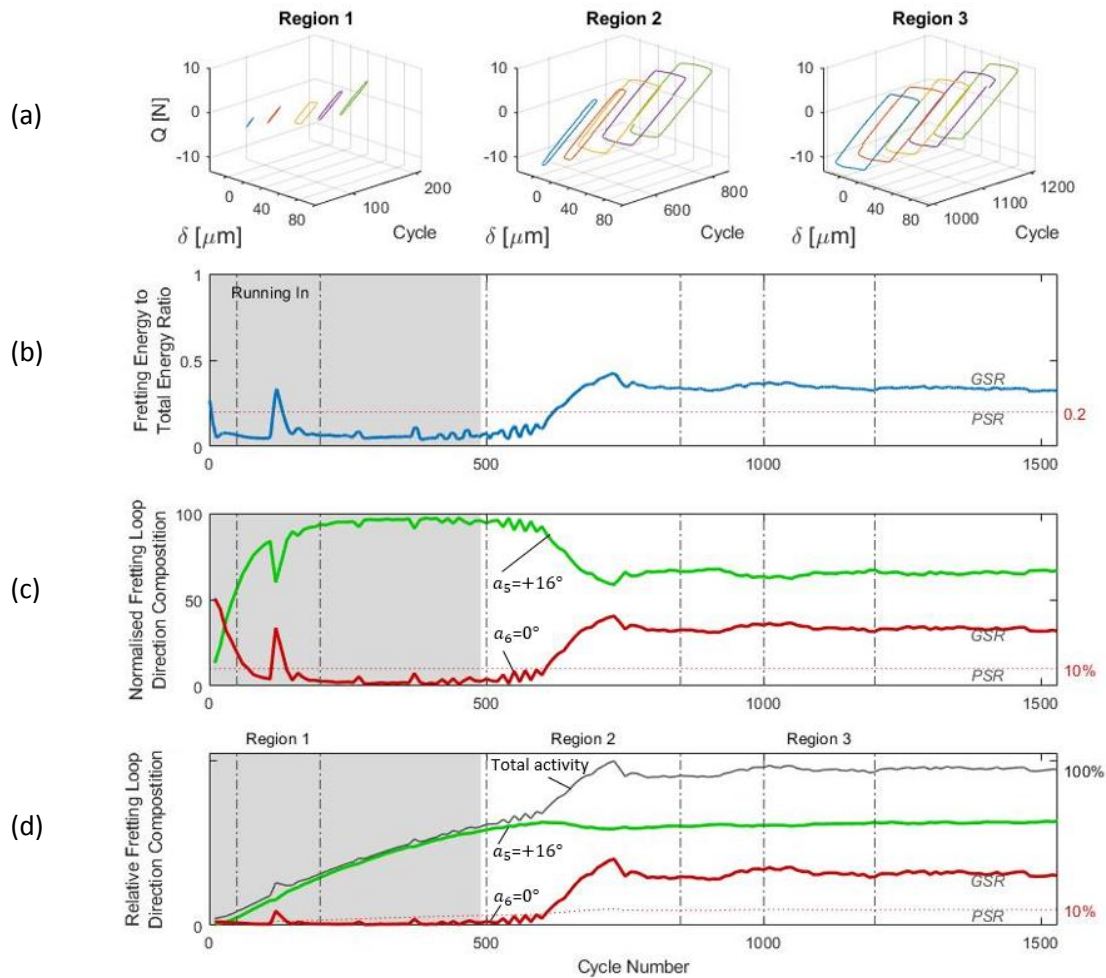 Region 1
Region 2
Region 3
(a)
Q [N]
10
0
-10
0
40
80
100
200
δ [μm]
Cycle
10
0
-10
0
40
80
600
800
δ [μm]
Cycle
10
0
-10
0
40
80
1000
1100
1200
δ [μm]
Cycle
(b)
Fretting Energy to
Total Energy Ratio
1
0.5
0
Running In
GSR
PSR
0.2
0
500
1000
1500
(c)
Normalised Fretting Loop
Direction Compostition
100
50
0
a5=+16°
a6=0°
GSR
PSR
10%
0
500
1000
1500
(d)
Relative Fretting Loop
Direction Compostition
Region 1
Region 2
Region 3
Total activity
100%
a5=+16°
a6=0°
GSR
PSR
10%
0
0
500
1000
1500
Cycle Number